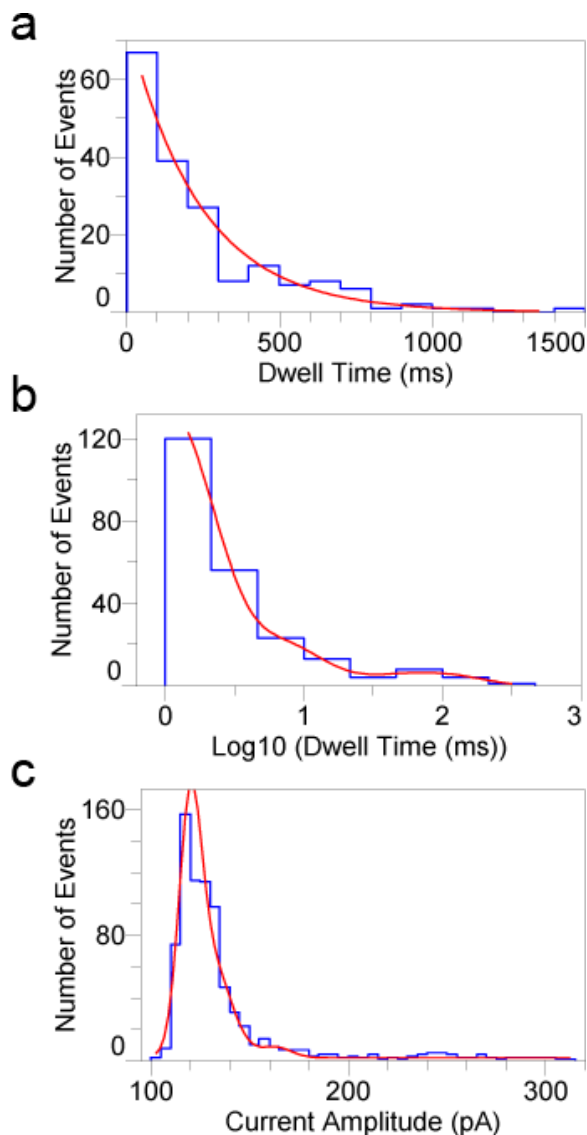 a
Number of Events
60
40
20
0
0 500 1000 1500
Dwell Time (ms)
b
Number of Events
120
80
40
0
0 1 2 3
Log10 (Dwell Time (ms))
c
Number of Events
160
80
0
100 200 300
Current Amplitude (pA)